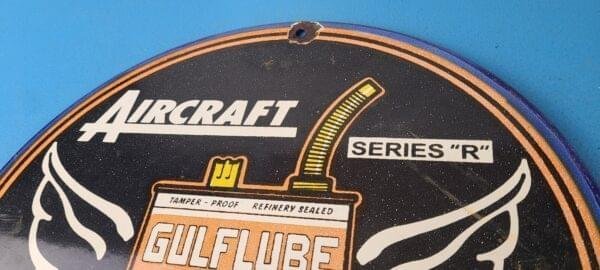 AIRCRAFT
SERIES "R"
TAMPER - PROOF REFINERY SEALED
GULFLUBE